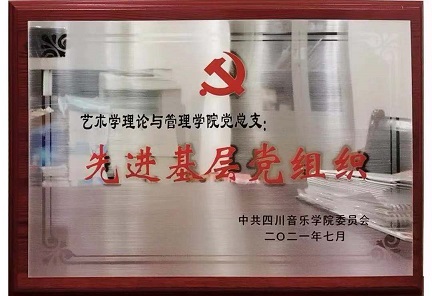 艺术学理论与管理学院党总支:
先进基层党组织
中共四川音乐学院委员会
二〇二一年七月